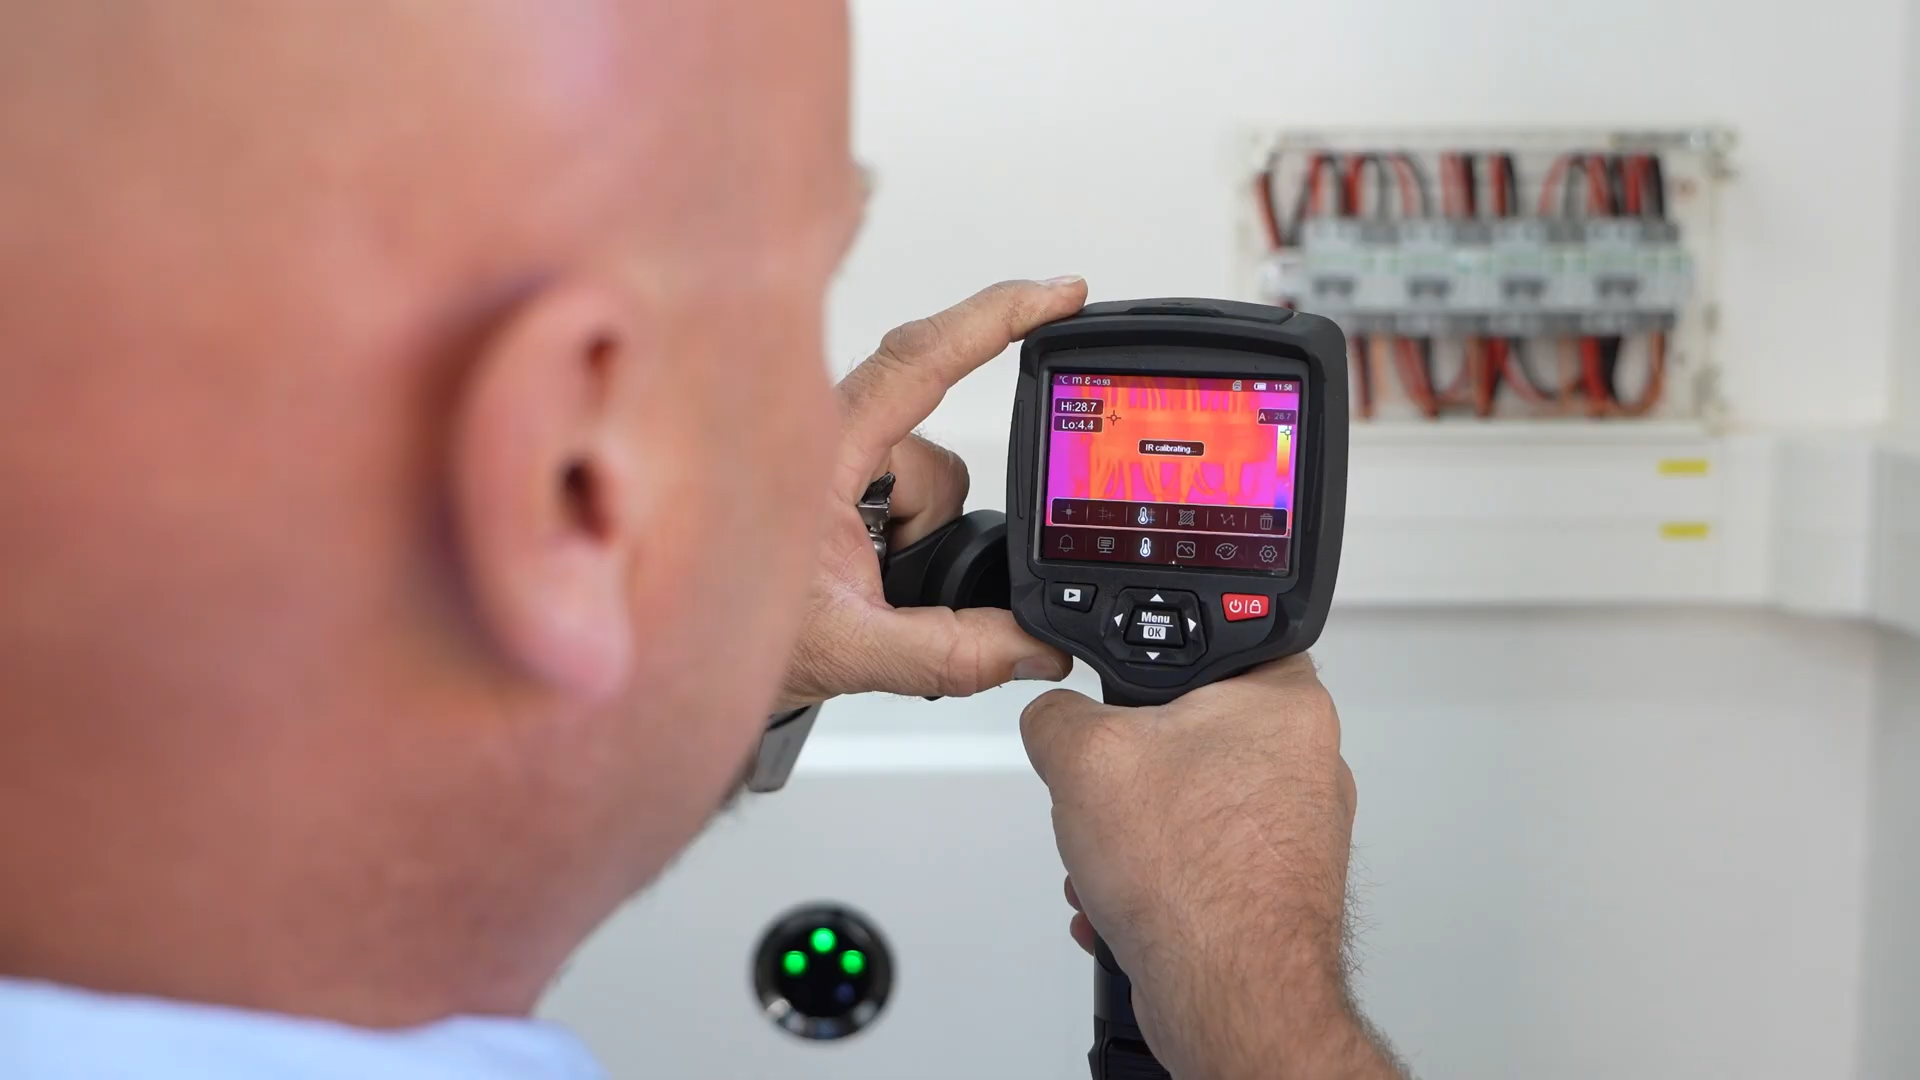 °C m ε=0.93 11:58
Hi:28.7
A 26.7
Lo:4.4
IR calibrating...
Menu
OK